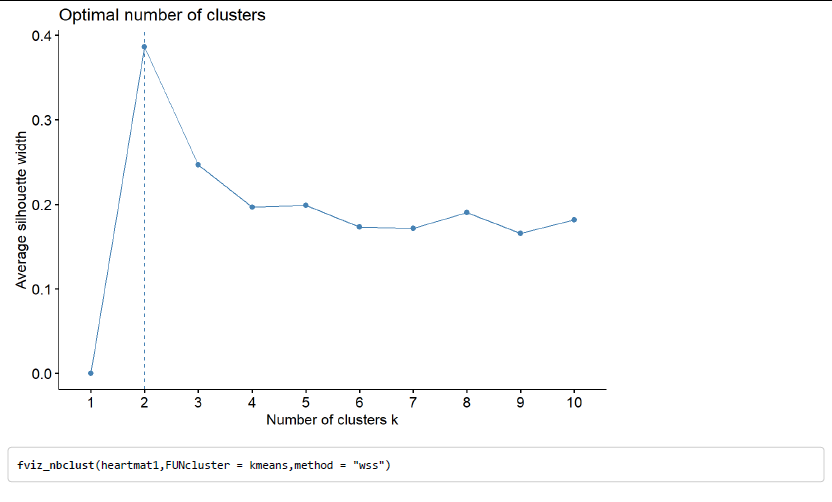 Optimal number of clusters
0.4
0.3
0.2
0.1
0.0
Average silhouette width
1 2 3 4 5 6 7 8 9 10
Number of clusters k
fviz_nbclust(heartmat1,FUNcluster = kmeans,method = "wss")